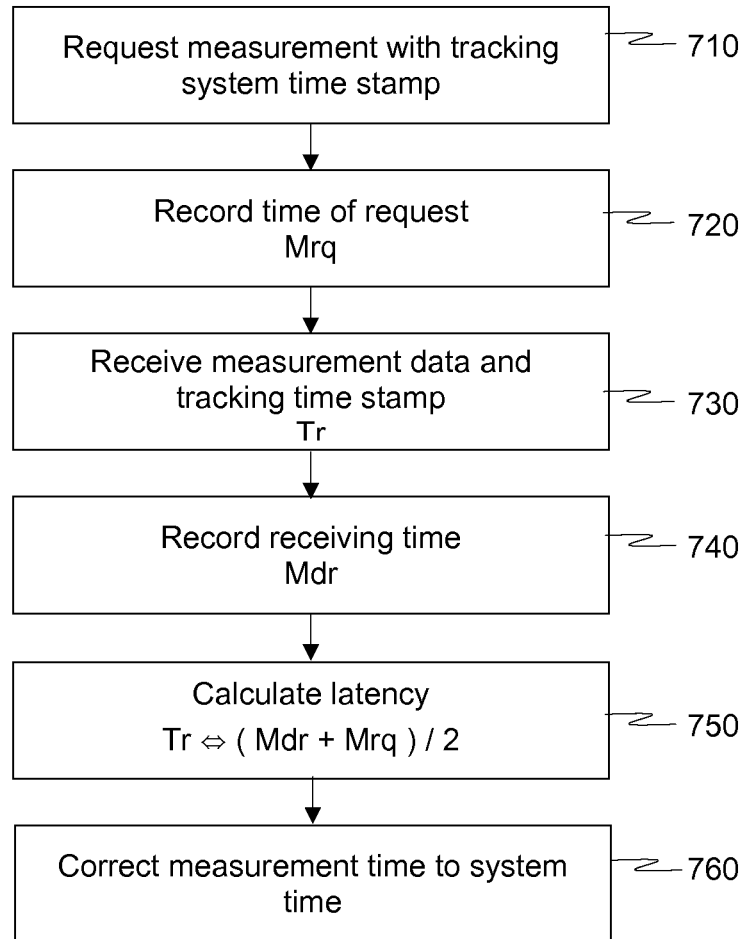 Request measurement with tracking
system time stamp
710
Record time of request
Mrq
720
Receive measurement data and
tracking time stamp
Tr
730
Record receiving time
Mdr
740
Calculate latency
Tr ⇔ ( Mdr + Mrq ) / 2
750
Correct measurement time to system
time
760